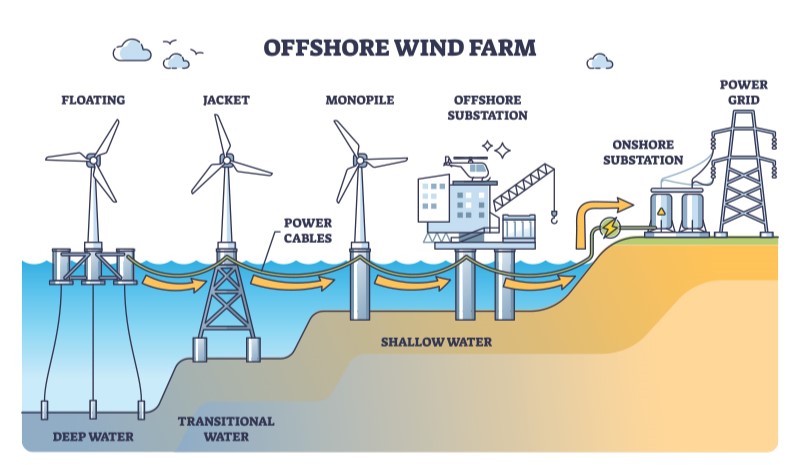 OFFSHORE WIND FARM
FLOATING
JACKET
MONOPILE
OFFSHORE
SUBSTATION
ONSHORE
SUBSTATION
POWER
GRID
POWER
CABLES
SHALLOW WATER
TRANSITIONAL
WATER
DEEP WATER